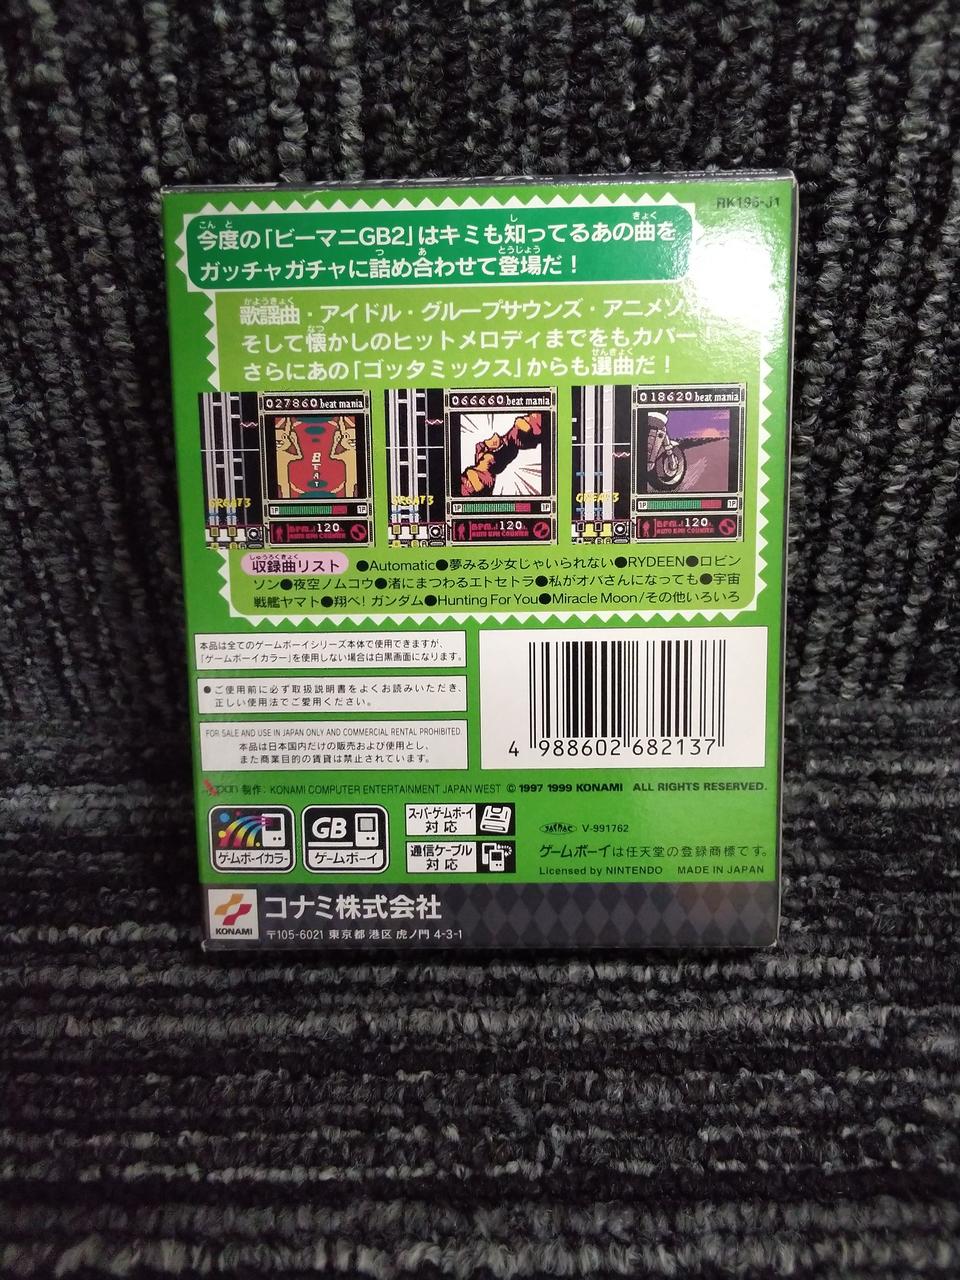 RK196-J1
今度の「ビーマニGB2」はキミも知ってるあの曲を
ガッチャガチャに詰め合わせて登場だ！
歌謡曲・アイドル・グループサウンズ・アニメソ
そして懐かしのヒットメロディまでをもカバー！
さらにあの「ゴッタミックス」からも選曲だ！
027860 beat mania
066660 beat mania
018620 beat mania
BEAT
GREAT 3
GREAT 3
GREAT 3
1P 1P
1P 1P
1P 1P
BPM 120
BPM 120
BPM 120
収録曲リスト ●Automatic●夢みる少女じゃいられない●RYDEEN●ロビン
ソン●夜空ノムコウ●渚にまつわるエトセトラ●私がオバさんになっても●宇宙
戦艦ヤマト●翔べ! ガンダム●Hunting For You●Miracle Moon/その他いろいろ
本品は全てのゲームボーイシリーズ本体で使用できますが、
「ゲームボーイカラー」を使用しない場合は白黒画面になります。
●ご使用前に必ず取扱説明書をよくお読みいただき、
正しい使用法でご愛用ください。
FOR SALE AND USE IN JAPAN ONLY AND COMMERCIAL RENTAL PROHIBITED.
本品は日本国内だけの販売および使用とし、
また商業目的の賃貸は禁止されています。
4 988602 682137
製作: KONAMI COMPUTER ENTERTAINMENT JAPAN WEST © 1997 1999 KONAMI ALL RIGHTS RESERVED.
ゲームボーイカラー
GB
ゲームボーイ
スーパーゲームボーイ
対応
通信ケーブル
対応
JASRAC V-991762
ゲームボーイは任天堂の登録商標です。
Licensed by NINTENDO MADE IN JAPAN
KONAMI
コナミ株式会社
〒105-6021 東京都 港区 虎ノ門 4-3-1